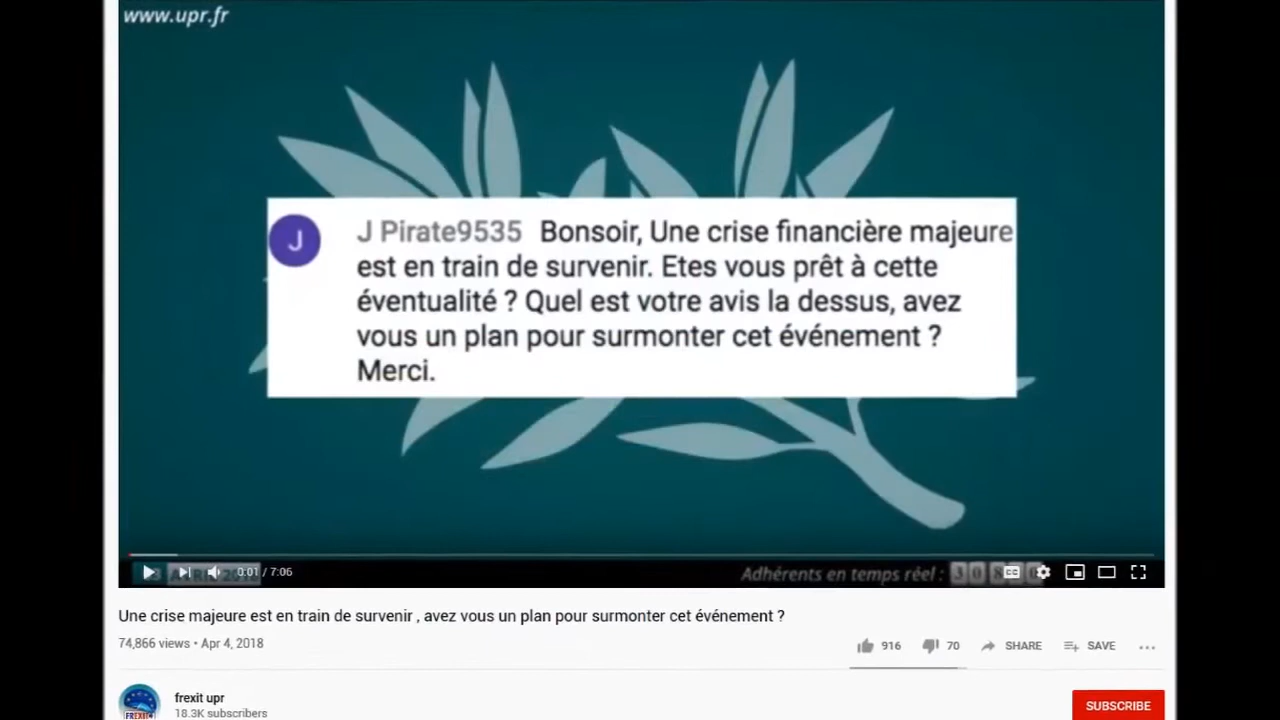 www.upr.fr
J
J Pirate9535 Bonsoir, Une crise financière majeure
est en train de survenir. Etes vous prêt à cette
éventualité ? Quel est votre avis la dessus, avez
vous un plan pour surmonter cet événement ?
Merci.
0:01 / 7:06
Adhérents en temps réel :
CC
Une crise majeure est en train de survenir , avez vous un plan pour surmonter cet événement ?
74,866 views • Apr 4, 2018
916
70
SHARE
SAVE
FREXIT
frexit upr
18.3K subscribers
SUBSCRIBE